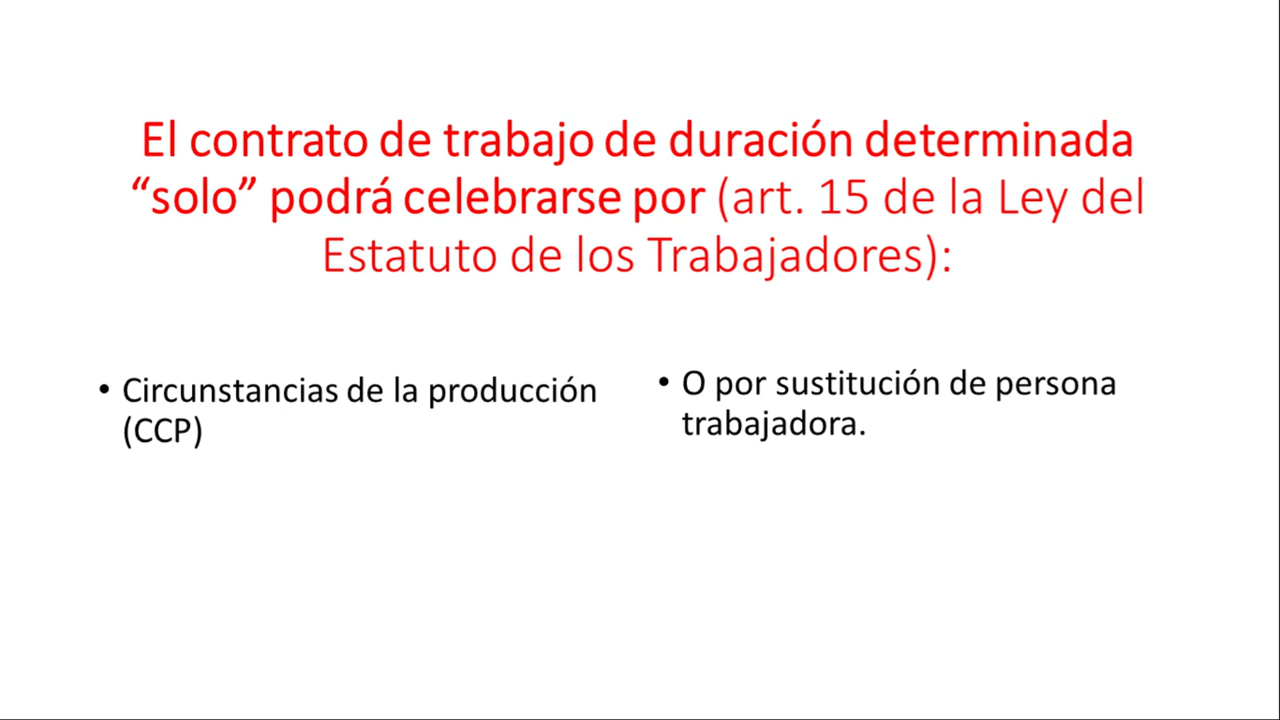 El contrato de trabajo de duración determinada
“solo” podrá celebrarse por (art. 15 de la Ley del
Estatuto de los Trabajadores):
• Circunstancias de la producción
(CCP)
• O por sustitución de persona
trabajadora.